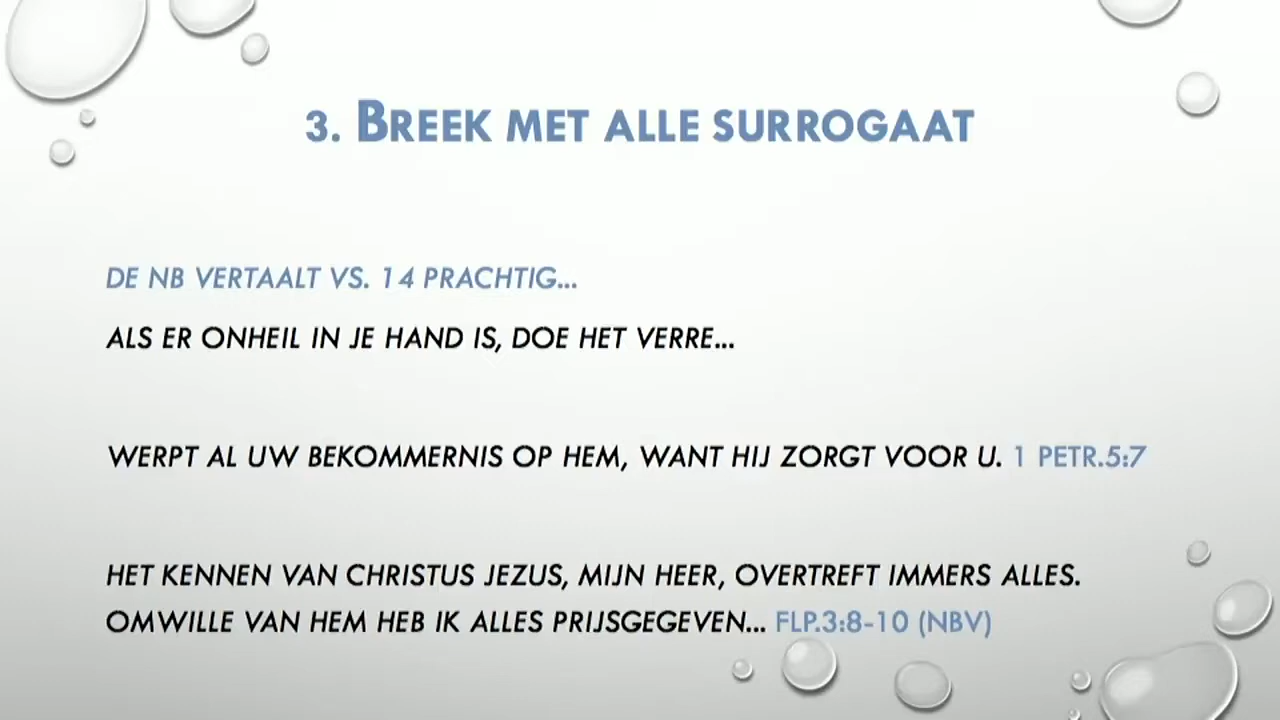 3. BREEK MET ALLE SURROGAAT
DE NB VERTAALT VS. 14 PRACHTIG...
ALS ER ONHEIL IN JE HAND IS, DOE HET VERRE...
WERPT AL UW BEKOMMERNIS OP HEM, WANT HIJ ZORGT VOOR U. 1 PETR.5:7
HET KENNEN VAN CHRISTUS JEZUS, MIJN HEER, OVERTREFT IMMERS ALLES.
OMWILLE VAN HEM HEB IK ALLES PRIJSGEGEVEN... FLP.3:8-10 (NBV)